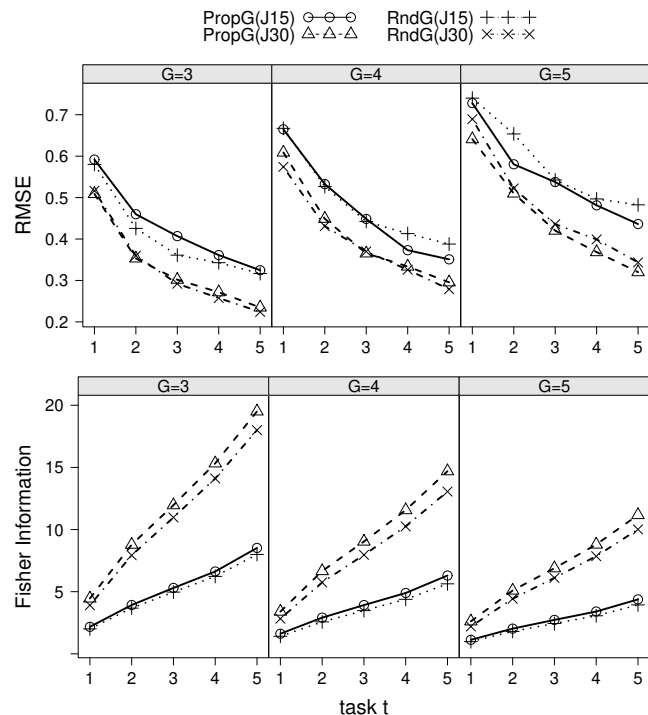 PropG(J15) RndG(J15)
PropG(J30) RndG(J30)
G=3 G=4 G=5
RMSE
0.7
0.6
0.5
0.4
0.3
0.2
1 2 3 4 5 1 2 3 4 5 1 2 3 4 5
G=3 G=4 G=5
Fisher Information
20
15
10
5
1 2 3 4 5 1 2 3 4 5 1 2 3 4 5
task t